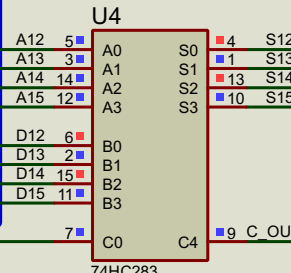 U4
A12 5 A0 S0 4 S12
A13 3 A1 S1 1 S13
A14 14 A2 S2 13 S14
A15 12 A3 S3 10 S15
D12 6 B0
D13 2 B1
D14 15 B2
D15 11 B3
7 C0 C4 9 C_OU
74HC283